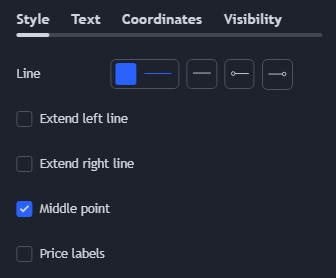 Style Text Coordinates Visibility
Line
Extend left line
Extend right line
Middle point
Price labels